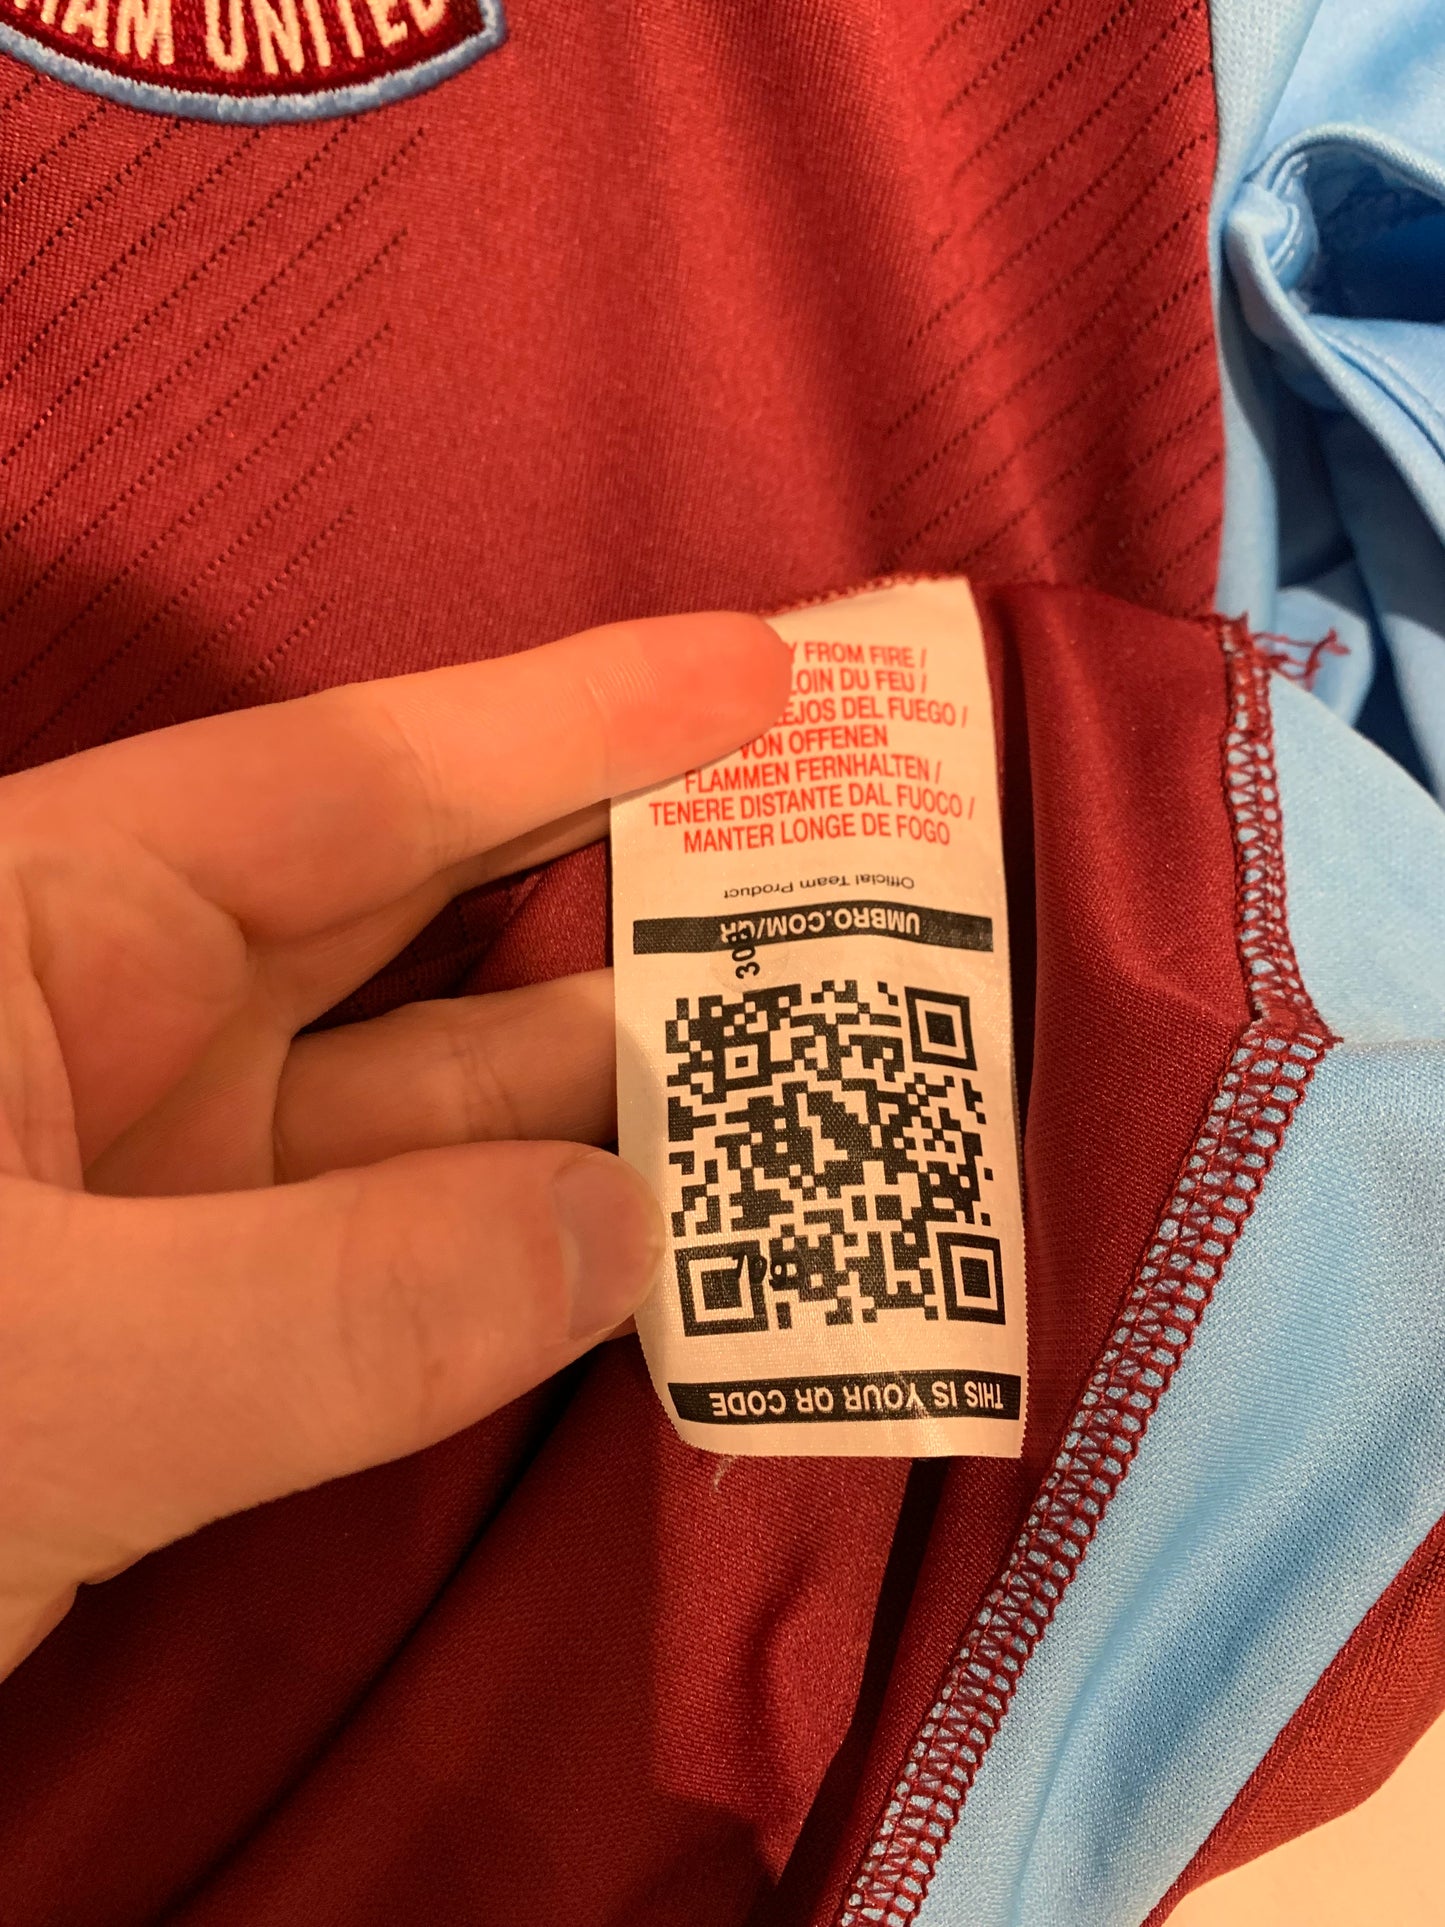 HAM UNITED
FROM FIRE /
LOIN DU FEU /
LEJOS DEL FUEGO /
VON OFFENEN
FLAMMEN FERNHALTEN /
TENERE DISTANTE DAL FUOCO /
MANTER LONGE DE FOGO
Official Team Product
UMBRO.COM/QR
THIS IS YOUR QR CODE